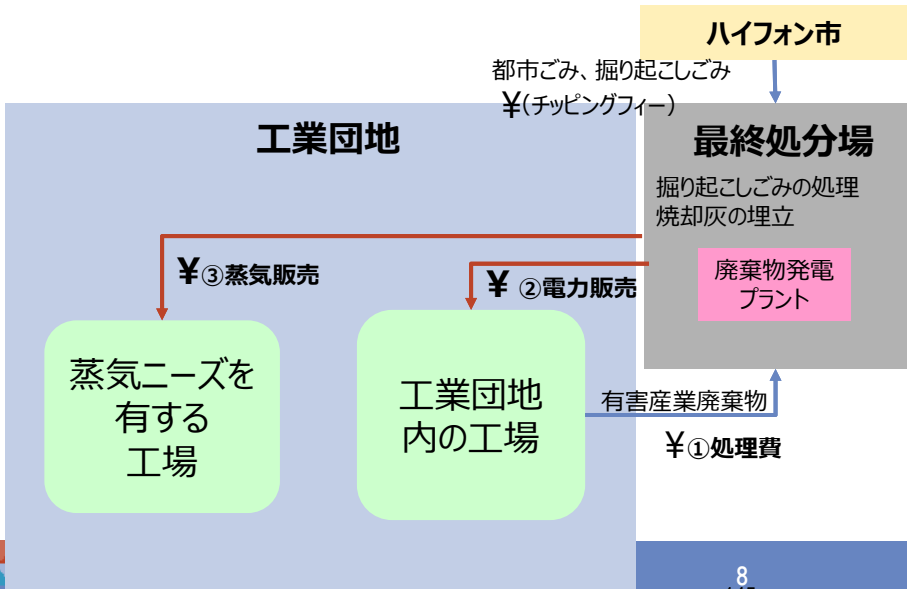 ハイフォン市
都市ごみ、掘り起こしごみ
¥(チッピングフィー)
工業団地
最終処分場
掘り起こしごみの処理
焼却灰の埋立
¥③蒸気販売
¥ ②電力販売
廃棄物発電
プラント
蒸気ニーズを
有する
工場
工業団地
内の工場
有害産業廃棄物
¥①処理費
8